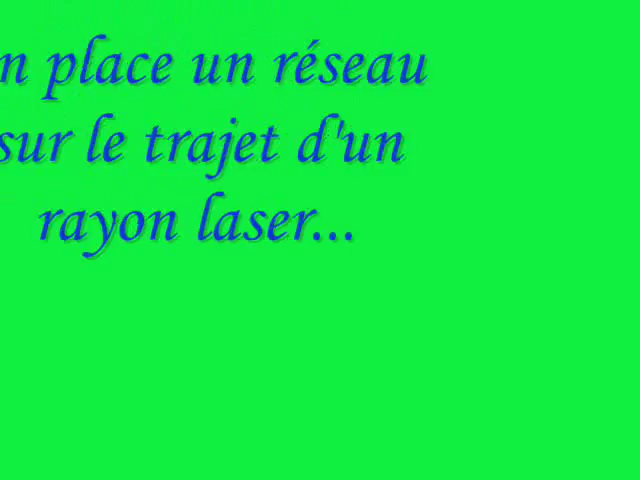 n place un réseau
sur le trajet d'un
rayon laser...